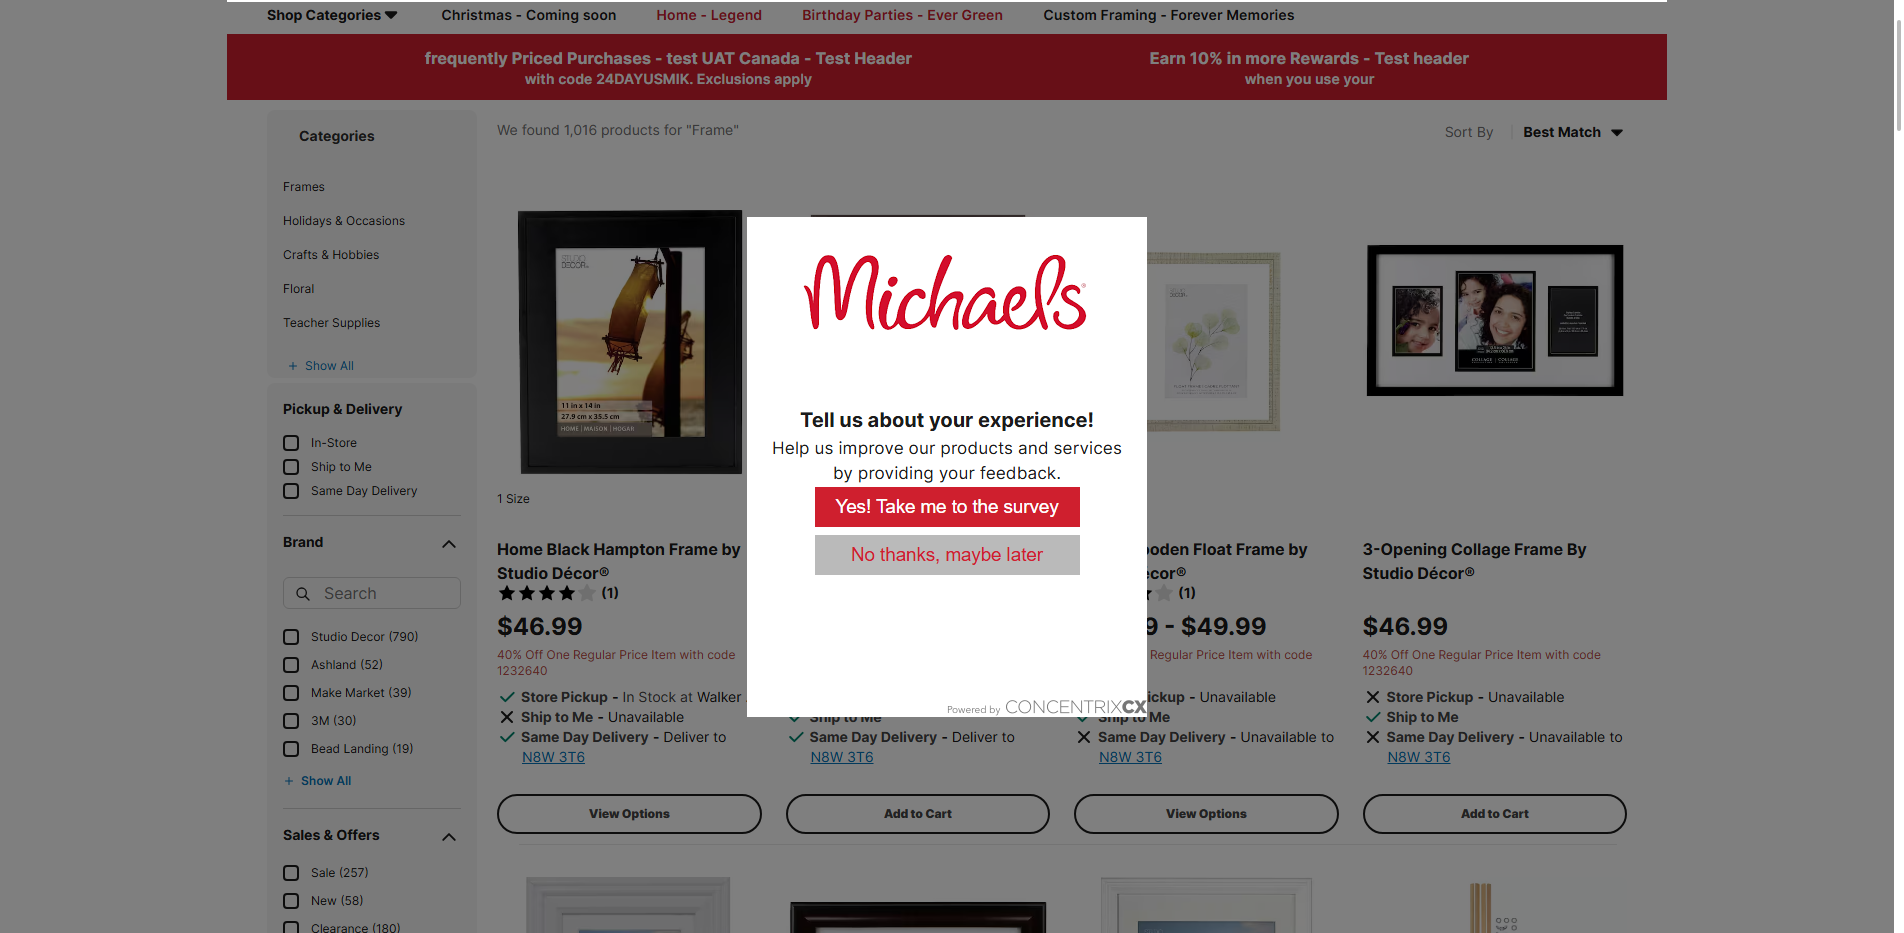 Shop Categories
Christmas - Coming soon
Home - Legend
Birthday Parties - Ever Green
Custom Framing - Forever Memories
frequently Priced Purchases - test UAT Canada - Test Header
with code 24DAYUSMIK. Exclusions apply
Earn 10% in more Rewards - Test header
when you use your
Categories
Frames
Holidays & Occasions
Crafts & Hobbies
Floral
Teacher Supplies
+ Show All
Pickup & Delivery
In-Store
Ship to Me
Same Day Delivery
Brand
Search
Studio Decor (790)
Ashland (52)
Make Market (39)
3M (30)
Bead Landing (19)
+ Show All
Sales & Offers
Sale (257)
New (58)
Clearance (180)
We found 1,016 products for "Frame"
Sort By
Best Match
STUDIO
DÉCOR
11 in x 14 in
27.9 cm x 35.5 cm
HOME | MAISON | HOGAR
1 Size
Home Black Hampton Frame by
Studio Décor®
(1)
$46.99
40% Off One Regular Price Item with code
1232640
Store Pickup - In Stock at Walker
Ship to Me - Unavailable
Same Day Delivery - Deliver to
N8W 3T6
View Options
Michaels
Tell us about your experience!
Help us improve our products and services
by providing your feedback.
Yes! Take me to the survey
No thanks, maybe later
Powered by CONCENTRIXCX
Ship to Me
Same Day Delivery - Deliver to
N8W 3T6
Add to Cart
ooden Float Frame by
ecor®
(1)
9 - $49.99
Regular Price Item with code
ickup - Unavailable
Ship to Me
Same Day Delivery - Unavailable to
N8W 3T6
View Options
COLLAGE | COLLAGE
3-Opening Collage Frame By
Studio Décor®
$46.99
40% Off One Regular Price Item with code
1232640
Store Pickup - Unavailable
Ship to Me
Same Day Delivery - Unavailable to
N8W 3T6
Add to Cart